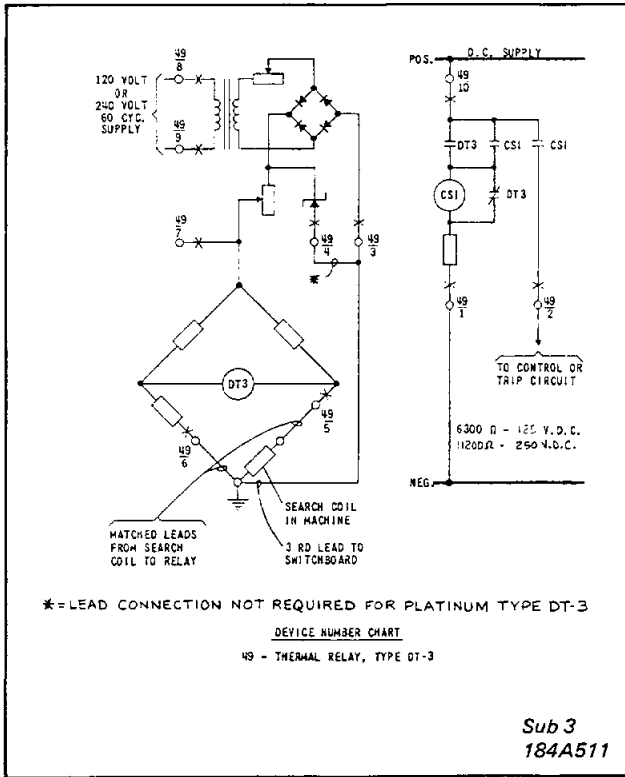 D.C. SUPPLY
POS.
49
8
120 VOLT
OR
240 VOLT
60 CYC.
SUPPLY
49
9
49
10
DT3
CS1
CS1
CS1
DT3
49
7
49
4
49
3
*
49
1
49
2
TO CONTROL OR
TRIP CIRCUIT
DT3
*
49
5
*
49
6
6300 Ω - 125 V.D.C.
11200Ω - 250 V.D.C.
NEG.
SEARCH COIL
IN MACHINE
MATCHED LEADS
FROM SEARCH
COIL TO RELAY
3 RD LEAD TO
SWITCHBOARD
*=LEAD CONNECTION NOT REQUIRED FOR PLATINUM TYPE DT-3
DEVICE NUMBER CHART
49 - THERMAL RELAY, TYPE DT-3
Sub 3
184A511